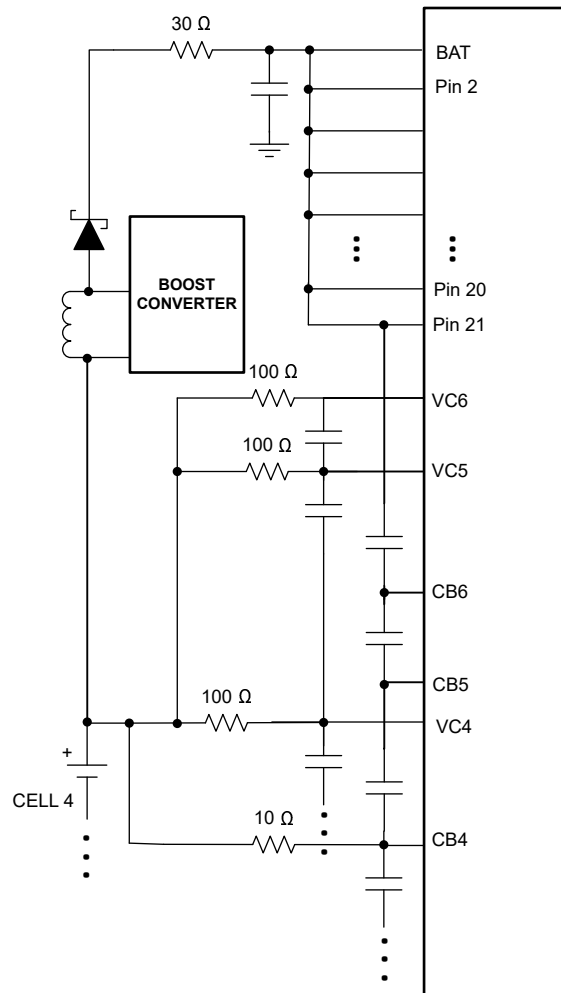 30 Ω
BAT
Pin 2
BOOST
CONVERTER
Pin 20
Pin 21
100 Ω
VC6
100 Ω
VC5
CB6
CB5
100 Ω
VC4
+
CELL 4
10 Ω
CB4